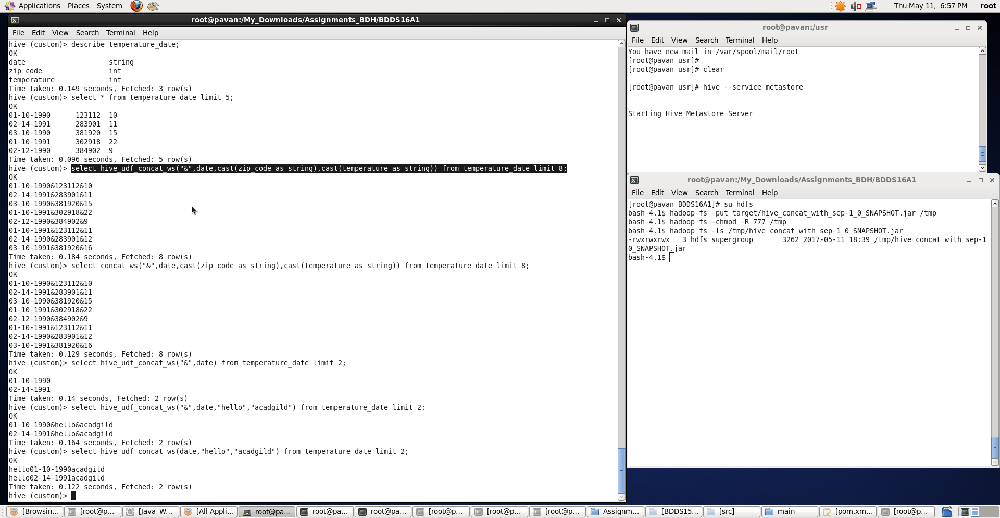 Applications Places System Thu May 11, 6:57 PM root
root@pavan:/My_Downloads/Assignments_BDH/BDDS16A1
File Edit View Search Terminal Help
hive (custom)> describe temperature_date;
OK
date string
zip_code int
temperature int
Time taken: 0.149 seconds, Fetched: 3 row(s)
hive (custom)> select * from temperature_date limit 5;
OK
01-10-1990 123112 10
02-14-1991 283901 11
03-10-1990 381920 15
01-10-1991 302918 22
02-12-1990 384902 9
Time taken: 0.096 seconds, Fetched: 5 row(s)
hive (custom)> select hive_udf_concat_ws("&",date,cast(zip_code as string),cast(temperature as string)) from temperature_date limit 8;
OK
01-10-1990&123112&10
02-14-1991&283901&11
03-10-1990&381920&15
01-10-1991&302918&22
02-12-1990&384902&9
01-10-1991&123112&11
02-14-1990&283901&12
03-10-1991&381920&16
Time taken: 0.184 seconds, Fetched: 8 row(s)
hive (custom)> select concat_ws("&",date,cast(zip_code as string),cast(temperature as string)) from temperature_date limit 8;
OK
01-10-1990&123112&10
02-14-1991&283901&11
03-10-1990&381920&15
01-10-1991&302918&22
02-12-1990&384902&9
01-10-1991&123112&11
02-14-1990&283901&12
03-10-1991&381920&16
Time taken: 0.129 seconds, Fetched: 8 row(s)
hive (custom)> select hive_udf_concat_ws("&",date) from temperature_date limit 2;
OK
01-10-1990
02-14-1991
Time taken: 0.14 seconds, Fetched: 2 row(s)
hive (custom)> select hive_udf_concat_ws("&",date,"hello","acadgild") from temperature_date limit 2;
OK
01-10-1990&hello&acadgild
02-14-1991&hello&acadgild
Time taken: 0.164 seconds, Fetched: 2 row(s)
hive (custom)> select hive_udf_concat_ws(date,"hello","acadgild") from temperature_date limit 2;
OK
hello01-10-1990acadgild
hello02-14-1991acadgild
Time taken: 0.122 seconds, Fetched: 2 row(s)
hive (custom)>
root@pavan:/usr
File Edit View Search Terminal Help
You have new mail in /var/spool/mail/root
[root@pavan usr]#
[root@pavan usr]# clear
[root@pavan usr]# hive --service metastore
Starting Hive Metastore Server
root@pavan:/My_Downloads/Assignments_BDH/BDDS16A1
File Edit View Search Terminal Help
[root@pavan BDDS16A1]# su hdfs
bash-4.1$ hadoop fs -put target/hive_concat_with_sep-1_0_SNAPSHOT.jar /tmp
bash-4.1$ hadoop fs -chmod -R 777 /tmp
bash-4.1$ hadoop fs -ls /tmp/hive_concat_with_sep-1_0_SNAPSHOT.jar
-rwxrwxrwx 3 hdfs supergroup 3262 2017-05-11 18:39 /tmp/hive_concat_with_sep-1_
0_SNAPSHOT.jar
bash-4.1$
[Browsin... [root@p... [Java_W... [All Appli... root@pa... root@pa... root@pa... [root@p... [root@p... [root@p... Assignm... [BDDS15... [src] main [pom.xm... [root@p...